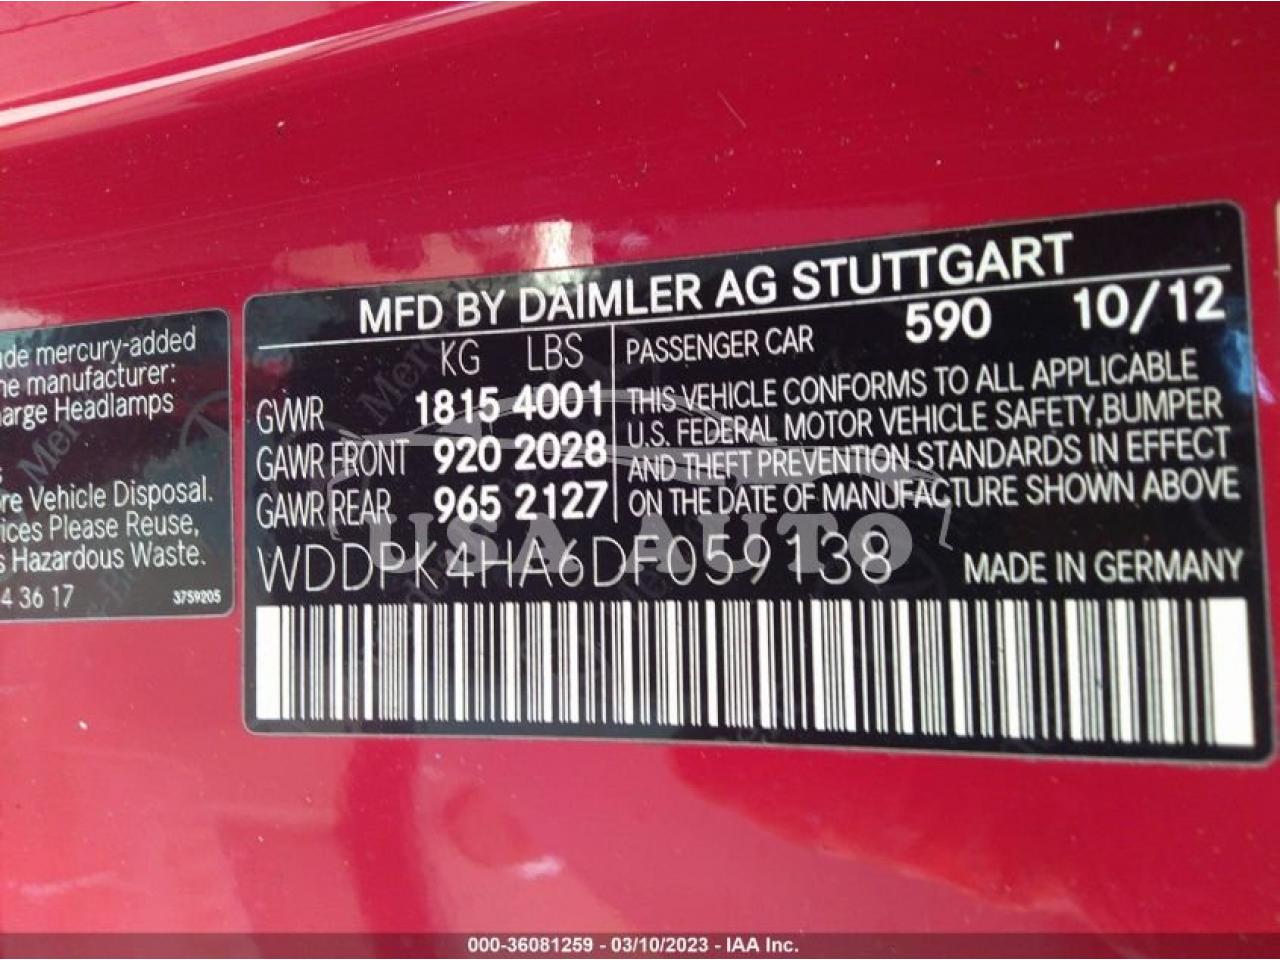 ade mercury-added
ne manufacturer:
arge Headlamps
ore Vehicle Disposal.
ices Please Reuse,
s Hazardous Waste.
4 36 17
3759205
MFD BY DAIMLER AG STUTTGART
KG LBS
GVWR 1815 4001
GAWR FRONT 920 2028
GAWR REAR 965 2127
PASSENGER CAR 590 10/12
THIS VEHICLE CONFORMS TO ALL APPLICABLE
U.S. FEDERAL MOTOR VEHICLE SAFETY,BUMPER
AND THEFT PREVENTION STANDARDS IN EFFECT
ON THE DATE OF MANUFACTURE SHOWN ABOVE
WDDPK4HA6DF059138 MADE IN GERMANY
USA AUTO
000-36081259 - 03/10/2023 - IAA Inc.